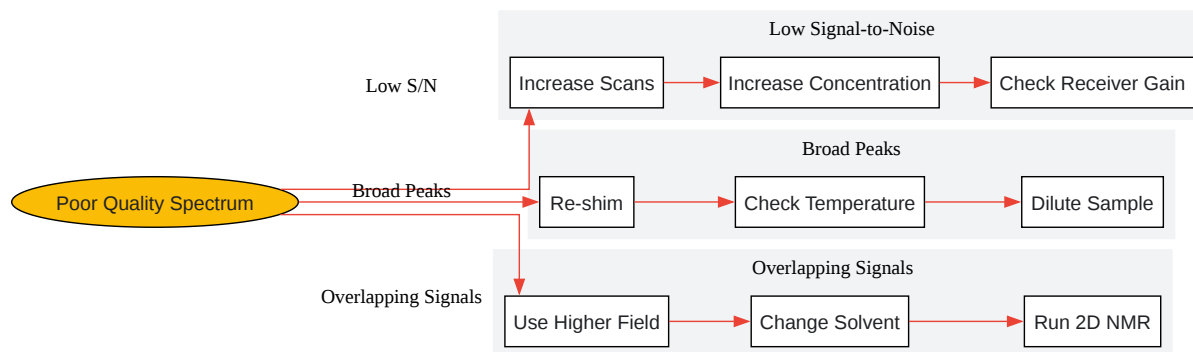 Low Signal-to-Noise
Low S/N
Increase Scans
Increase Concentration
Check Receiver Gain
Broad Peaks
Poor Quality Spectrum
Broad Peaks
Re-shim
Check Temperature
Dilute Sample
Overlapping Signals
Overlapping Signals
Use Higher Field
Change Solvent
Run 2D NMR